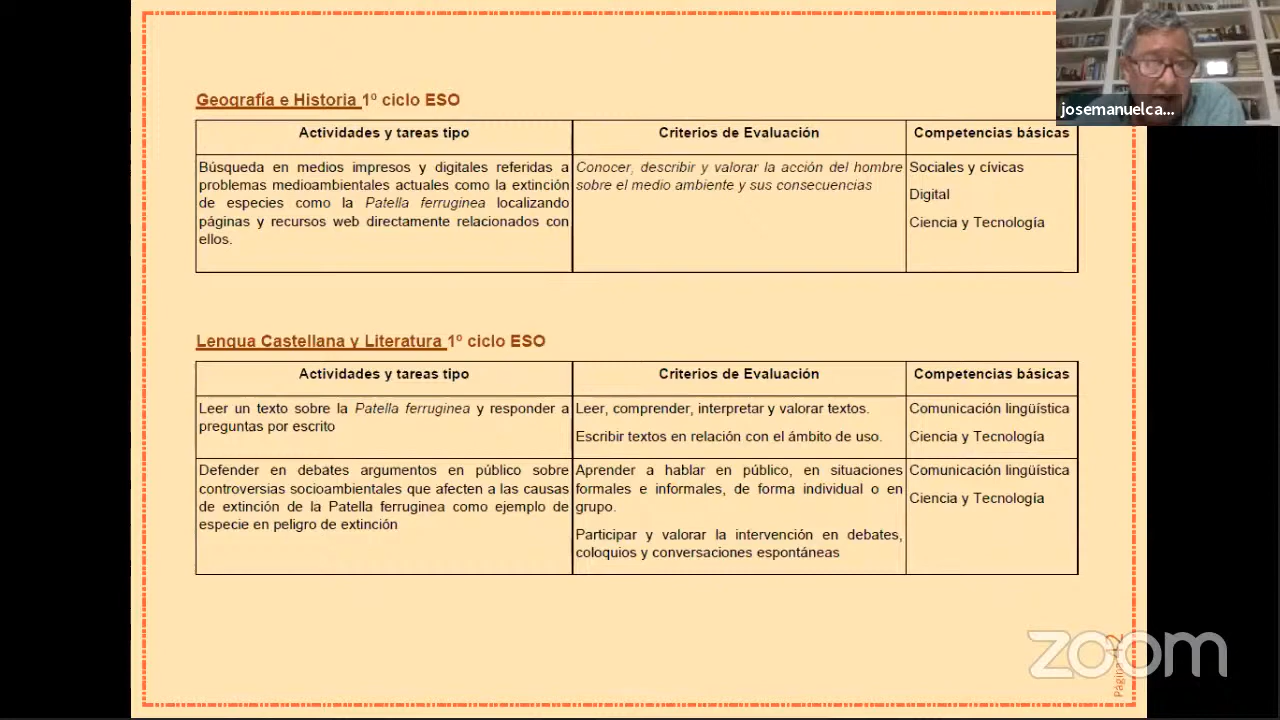 josemanuelca...
Geografía e Historia 1º ciclo ESO
Actividades y tareas tipo
Criterios de Evaluación
Competencias básicas
Búsqueda en medios impresos y digitales referidas a
problemas medioambientales actuales como la extinción
de especies como la Patella ferruginea localizando
páginas y recursos web directamente relacionados con
ellos.
Conocer, describir y valorar la acción del hombre
sobre el medio ambiente y sus consecuencias
Sociales y cívicas
Digital
Ciencia y Tecnología
Lengua Castellana y Literatura 1º ciclo ESO
Actividades y tareas tipo
Criterios de Evaluación
Competencias básicas
Leer un texto sobre la Patella ferruginea y responder a
preguntas por escrito
Leer, comprender, interpretar y valorar textos.
Escribir textos en relación con el ámbito de uso.
Comunicación lingüística
Ciencia y Tecnología
Defender en debates argumentos en público sobre
controversias socioambientales que afecten a las causas
de extinción de la Patella ferruginea como ejemplo de
especie en peligro de extinción
Aprender a hablar en público, en situaciones
formales e informales, de forma individual o en
grupo.
Participar y valorar la intervención en debates,
coloquios y conversaciones espontáneas
Comunicación lingüística
Ciencia y Tecnología
Página 42
zoom